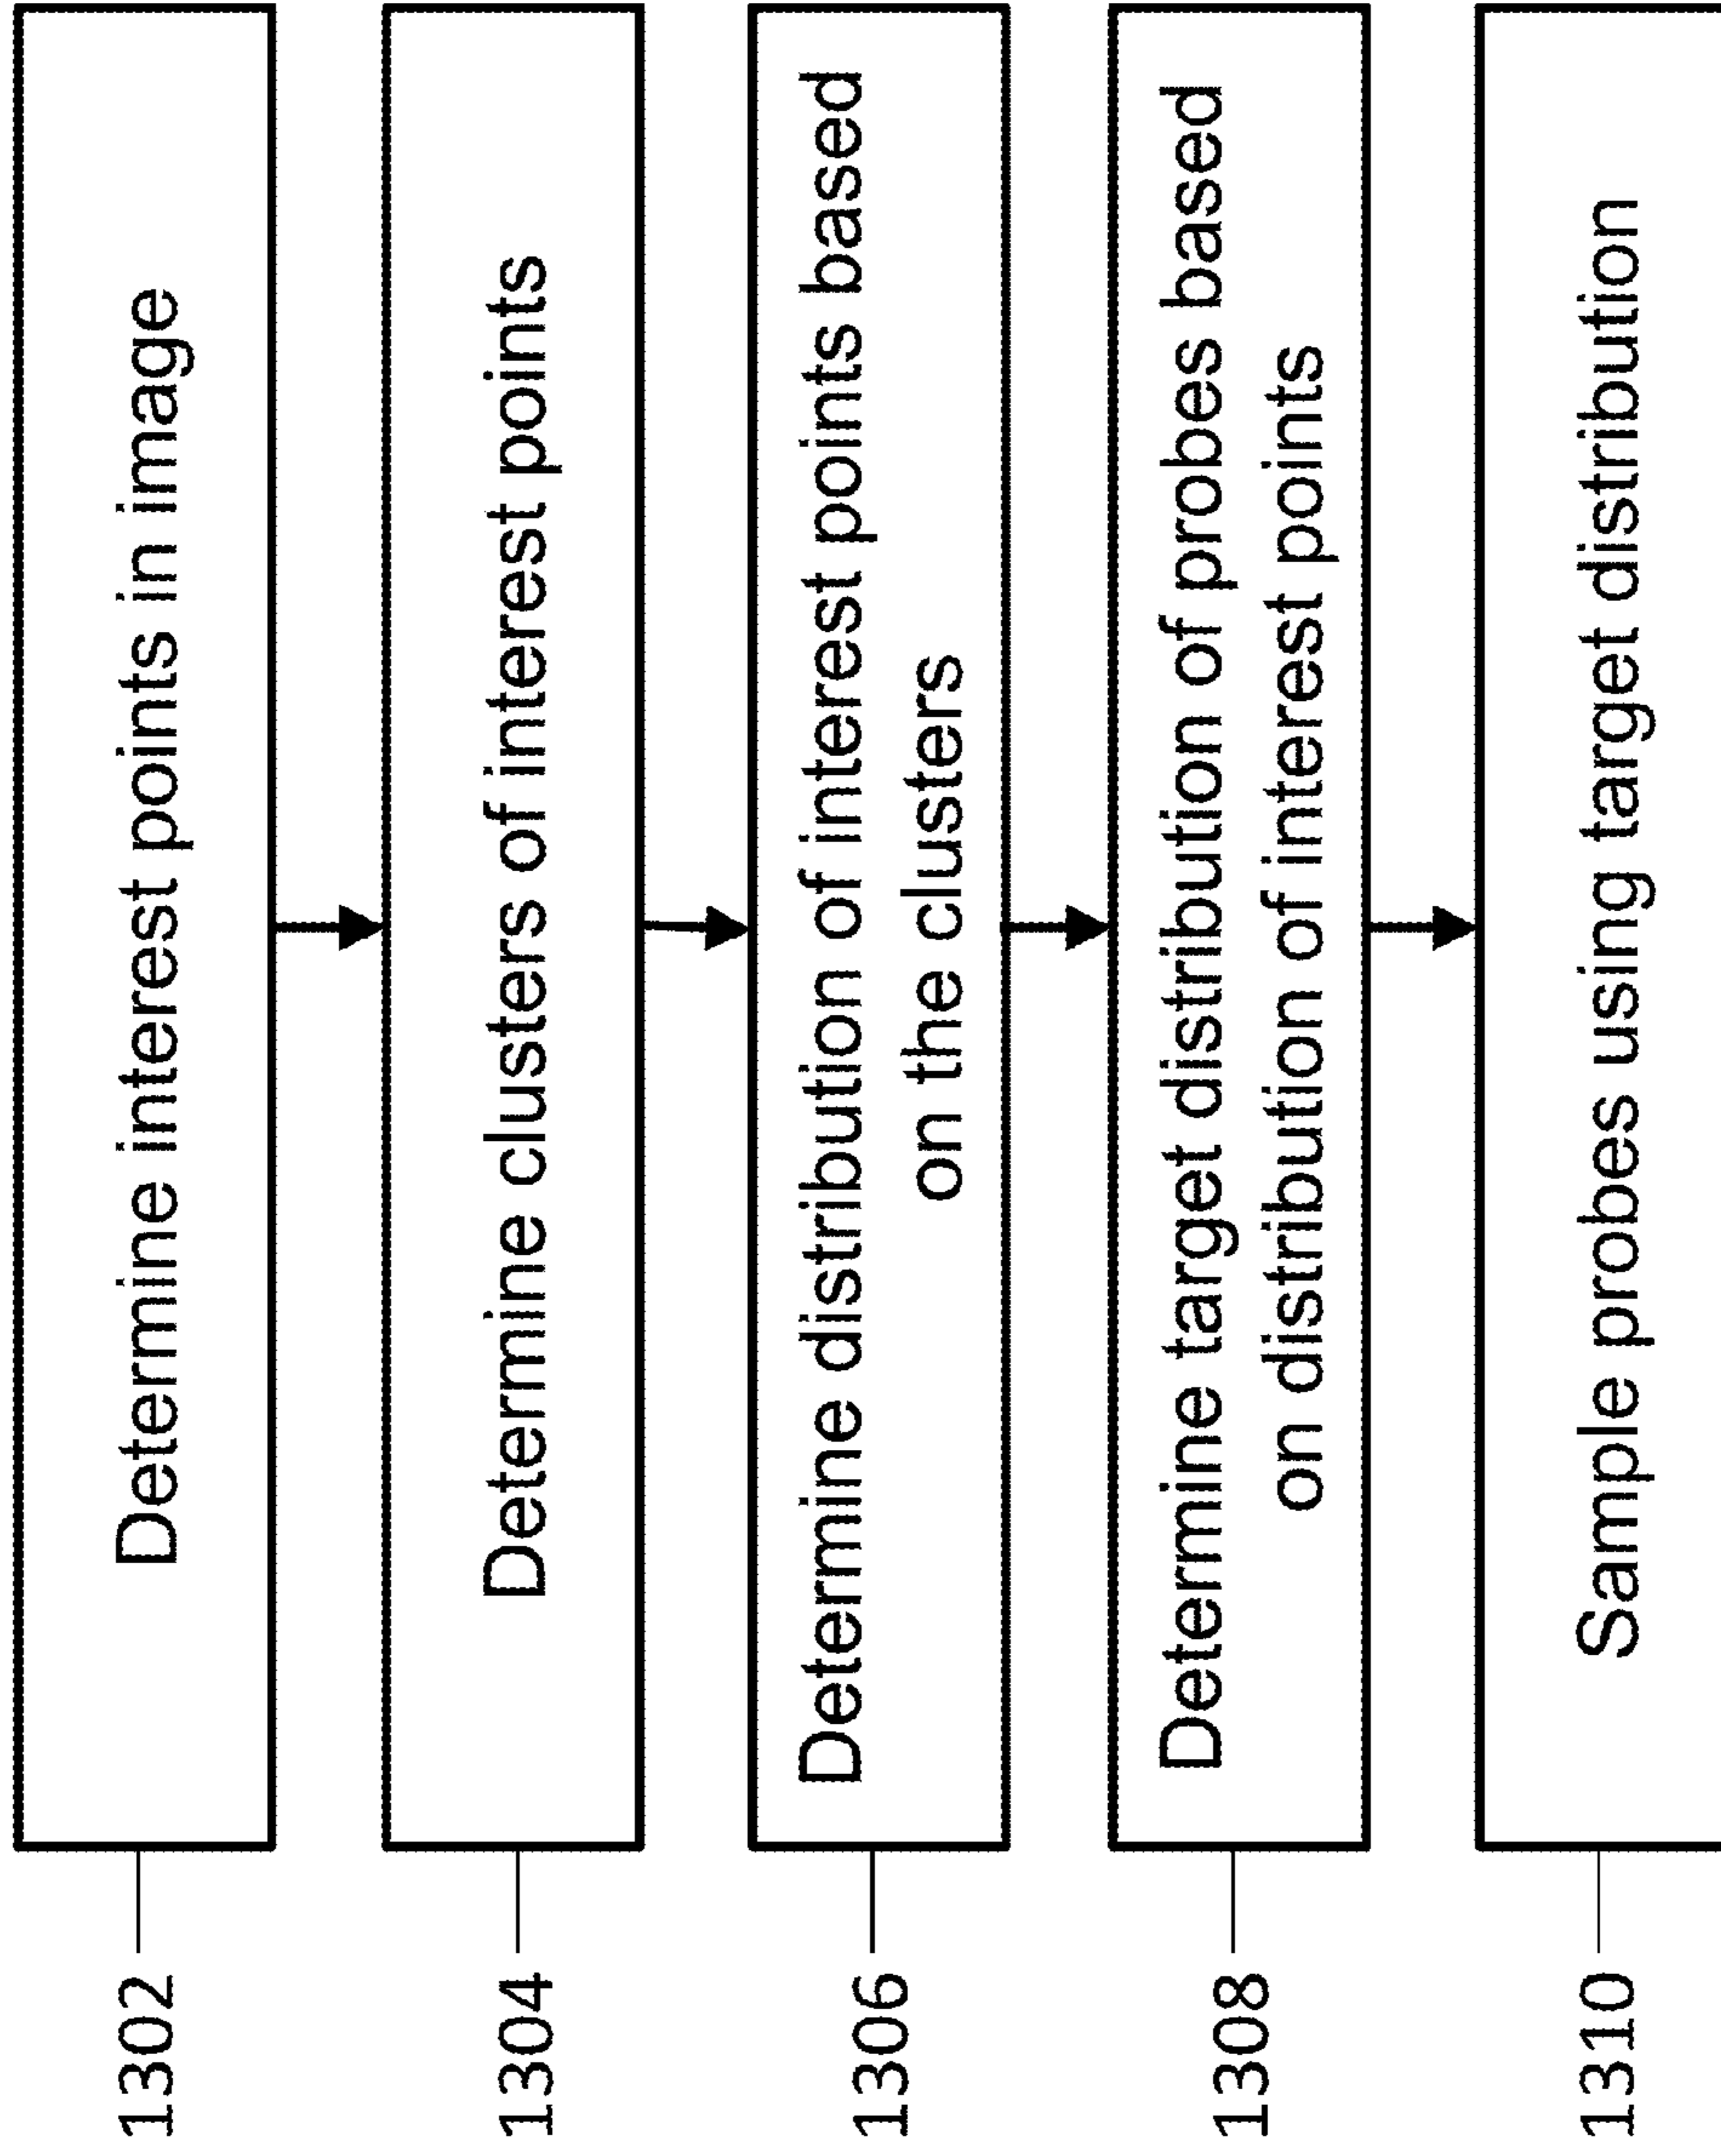 1302
Determine interest points in image
1304
Determine clusters of interest points
1306
Determine distribution of interest points based
on the clusters
1308
Determine target distribution of probes based
on distribution of interest points
1310
Sample probes using target distribution